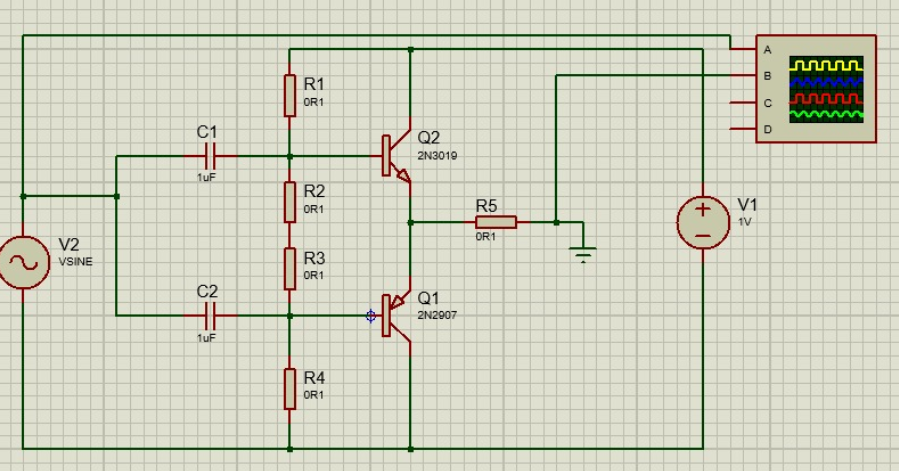 A
B
C
D
R1
0R1
C1
1uF
Q2
2N3019
R2
0R1
R5
0R1
V1
1V
V2
VSINE
R3
0R1
C2
1uF
Q1
2N2907
R4
0R1